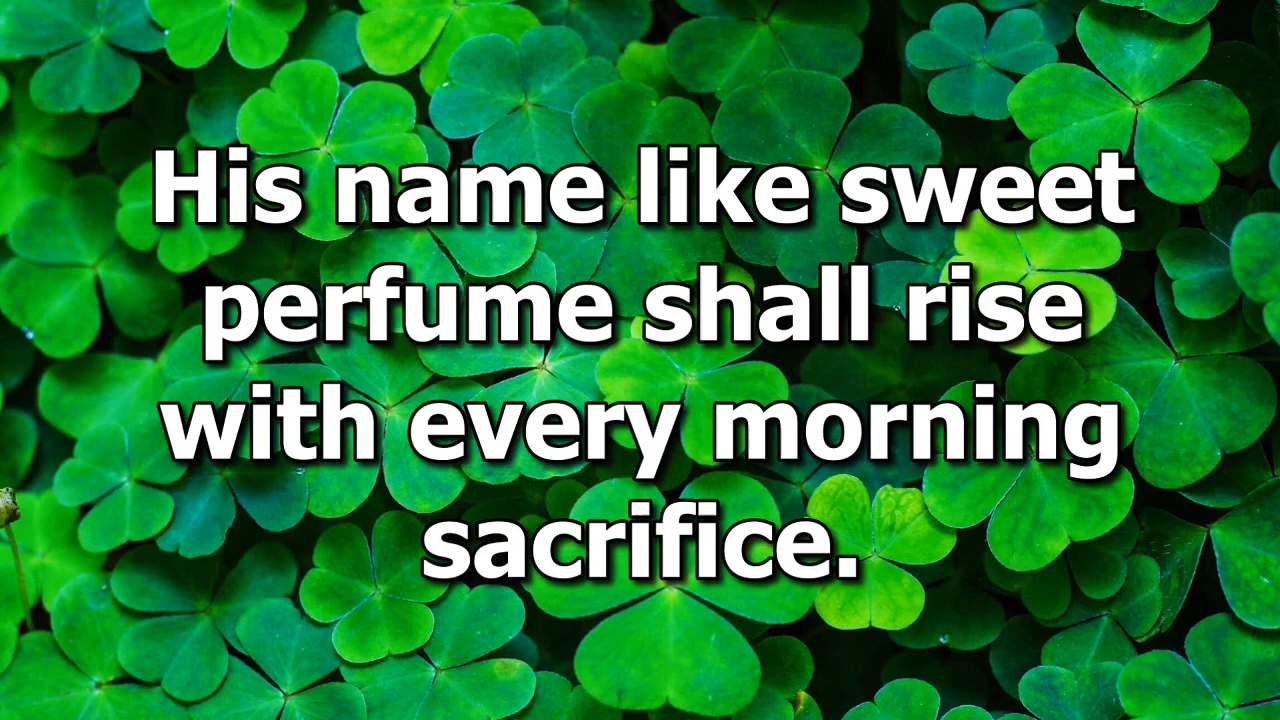 His name like sweet
perfume shall rise
with every morning
sacrifice.